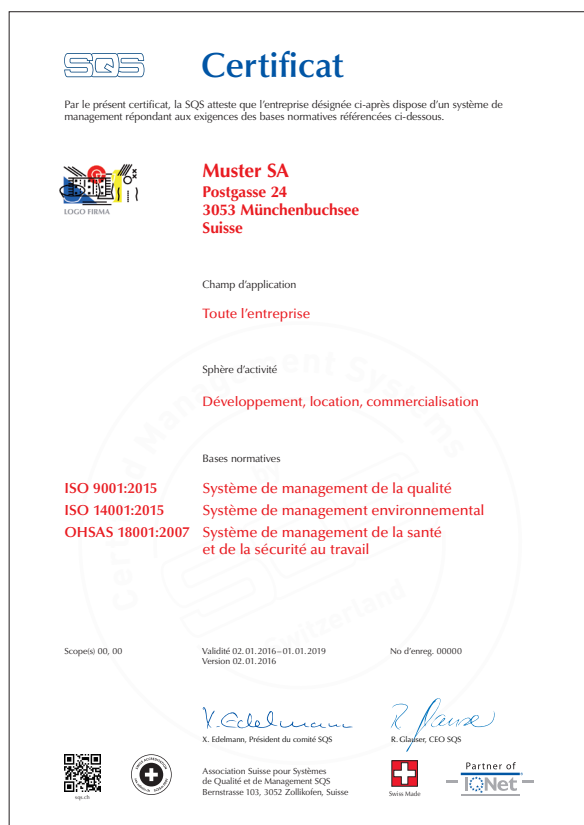 SQS
Certificat
Par le présent certificat, la SQS atteste que l'entreprise désignée ci-après dispose d'un système de
management répondant aux exigences des bases normatives référencées ci-dessous.
LOGO FIRMA
Muster SA
Postgasse 24
3053 Münchenbuchsee
Suisse
Champ d'application
Toute l'entreprise
Sphère d'activité
Développement, location, commercialisation
Bases normatives
ISO 9001:2015 Système de management de la qualité
ISO 14001:2015 Système de management environnemental
OHSAS 18001:2007 Système de management de la santé
et de la sécurité au travail
Certified Management Systems
SQS
Switzerland
Scope(s) 00, 00 Validité 02.01.2016–01.01.2019 No d'enreg. 00000
Version 02.01.2016
X. Edelmann
X. Edelmann, Président du comité SQS R. Glauser, CEO SQS
sqs.ch
Association Suisse pour Systèmes
de Qualité et de Management SQS
Bernstrasse 103, 3052 Zollikofen, Suisse
Swiss Made
Partner of
IQNet